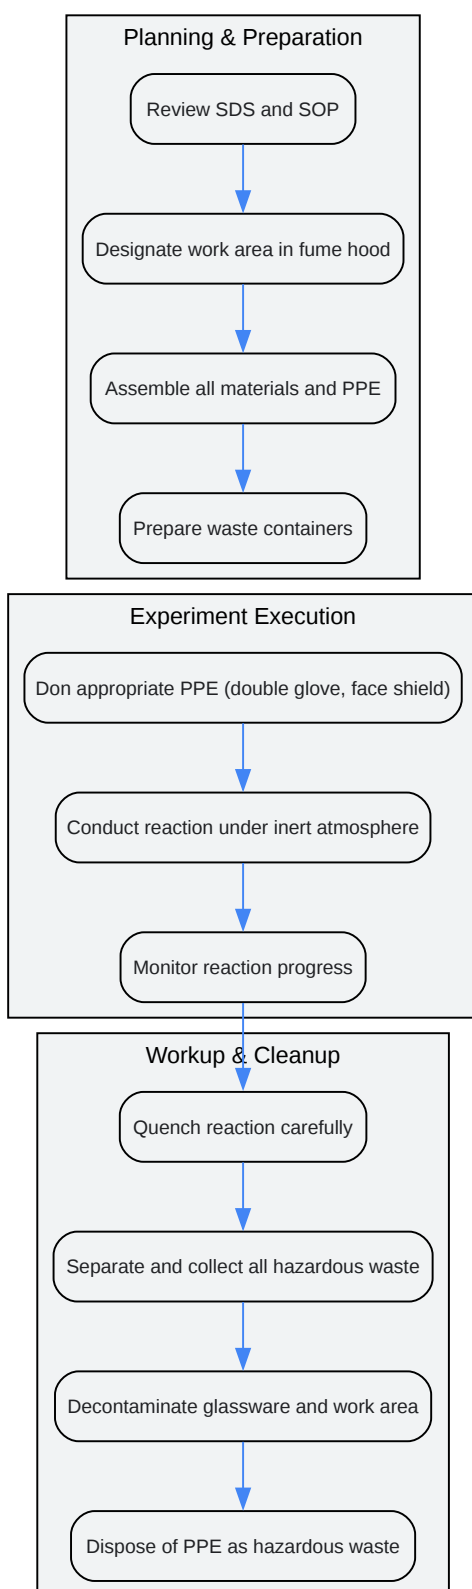 Planning & Preparation
Review SDS and SOP
Designate work area in fume hood
Assemble all materials and PPE
Prepare waste containers
Experiment Execution
Don appropriate PPE (double glove, face shield)
Conduct reaction under inert atmosphere
Monitor reaction progress
Workup & Cleanup
Quench reaction carefully
Separate and collect all hazardous waste
Decontaminate glassware and work area
Dispose of PPE as hazardous waste